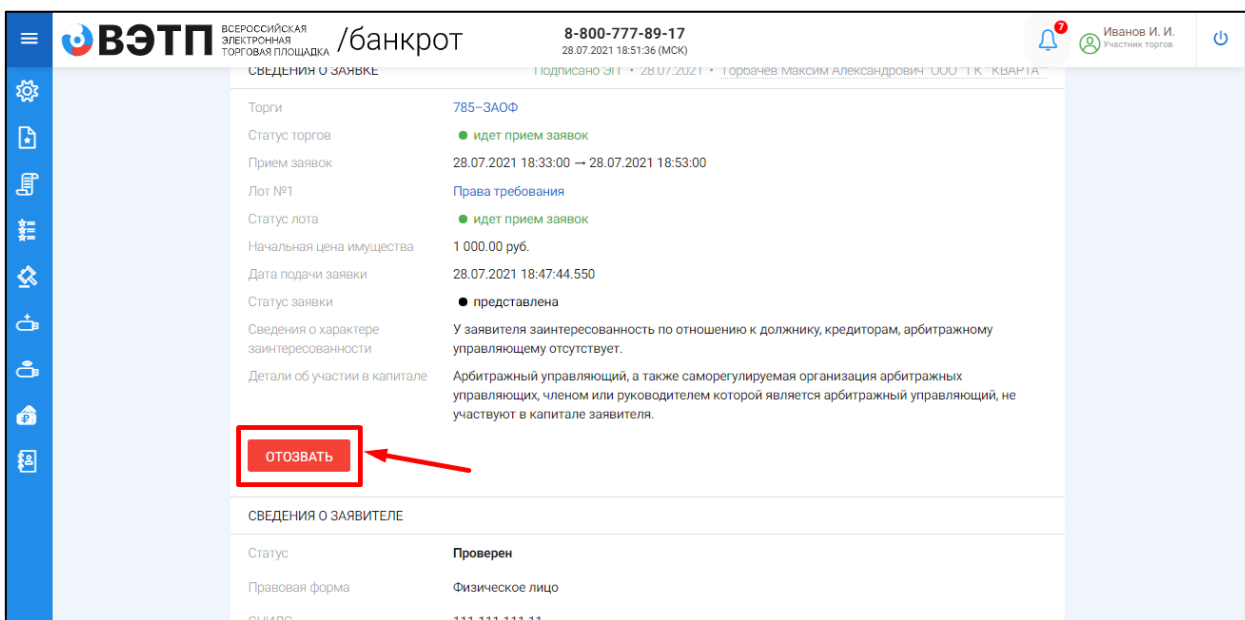 ВЭТП
ВСЕРОССИЙСКАЯ
ЭЛЕКТРОННАЯ
ТОРГОВАЯ ПЛОЩАДКА
/банкрот
8-800-777-89-17
28.07.2021 18:51:36 (МСК)
7
Иванов И. И.
Участник торгов
СВЕДЕНИЯ О ЗАЯВКЕ Подписано ЭП • 28.07.2021 • Горбачев Максим Александрович "ООО "ГК "КВАРТА""
Торги 785–ЗАОФ
Статус торгов идет прием заявок
Прием заявок 28.07.2021 18:33:00 → 28.07.2021 18:53:00
Лот №1 Права требования
Статус лота идет прием заявок
Начальная цена имущества 1 000.00 руб.
Дата подачи заявки 28.07.2021 18:47:44.550
Статус заявки представлена
Сведения о характере У заявителя заинтересованность по отношению к должнику, кредиторам, арбитражному
заинтересованности управляющему отсутствует.
Детали об участии в капитале Арбитражный управляющий, а также саморегулируемая организация арбитражных
управляющих, членом или руководителем которой является арбитражный управляющий, не
участвуют в капитале заявителя.
ОТОЗВАТЬ
СВЕДЕНИЯ О ЗАЯВИТЕЛЕ
Статус Проверен
Правовая форма Физическое лицо
СНИЛС 111-111-111 11